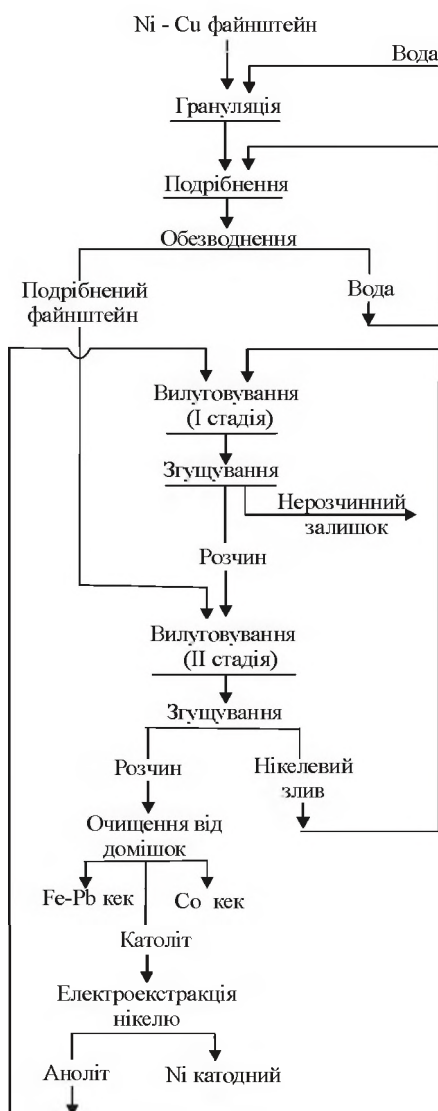 Ni - Cu файнштейн
Вода
Грануляція
Подрібнення
Обезводнення
Подрібнений
файнштейн
Вода
Вилуговування
(I стадія)
Згущування
Нерозчинний
залишок
Розчин
Вилуговування
(II стадія)
Згущування
Розчин
Нікелевий
злив
Очищення від
домішок
Fe-Pb кек
Co кек
Католіт
Електроекстракція
нікелю
Аноліт
Ni катодний